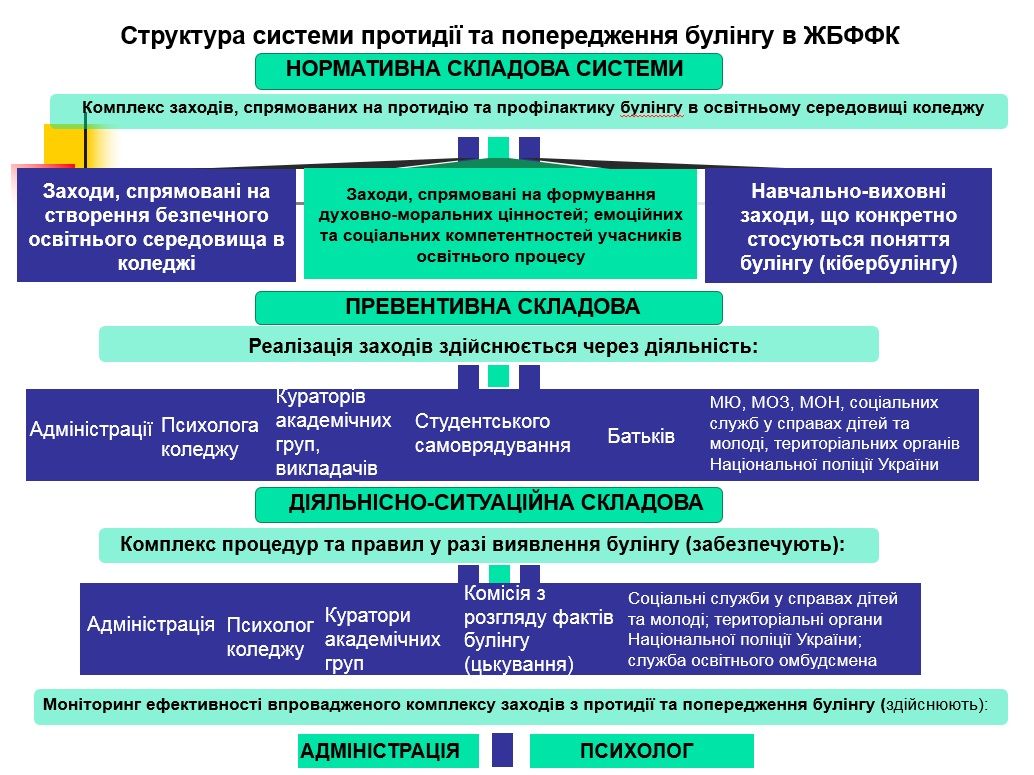 Структура системи протидії та попередження булінгу в ЖБФФК
НОРМАТИВНА СКЛАДОВА СИСТЕМИ
Комплекс заходів, спрямованих на протидію та профілактику булінгу в освітньому середовищі коледжу
Заходи, спрямовані на
створення безпечного
освітнього середовища в
коледжі
Заходи, спрямовані на формування
духовно-моральних цінностей; емоційних
та соціальних компетентностей учасників
освітнього процесу
Навчально-виховні
заходи, що конкретно
стосуються поняття
булінгу (кібербулінгу)
ПРЕВЕНТИВНА СКЛАДОВА
Реалізація заходів здійснюється через діяльність:
Адміністрації
Психолога
коледжу
Кураторів
академічних
груп,
викладачів
Студентського
самоврядування
Батьків
МЮ, МОЗ, МОН, соціальних
служб у справах дітей та
молоді, територіальних органів
Національної поліції України
ДІЯЛЬНІСНО-СИТУАЦІЙНА СКЛАДОВА
Комплекс процедур та правил у разі виявлення булінгу (забезпечують):
Адміністрація
Психолог
коледжу
Куратори
академічних
груп
Комісія з
розгляду фактів
булінгу
(цькування)
Соціальні служби у справах дітей
та молоді; територіальні органи
Національної поліції України;
служба освітнього омбудсмена
Моніторинг ефективності впровадженого комплексу заходів з протидії та попередження булінгу (здійснюють):
АДМІНІСТРАЦІЯ
ПСИХОЛОГ